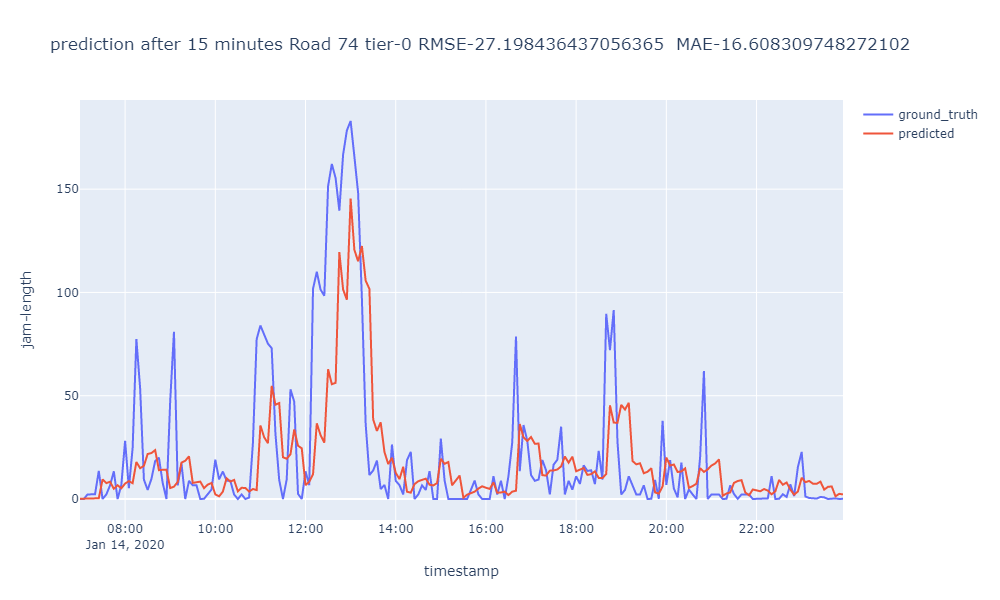 prediction after 15 minutes Road 74 tier-0 RMSE-27.198436437056365  MAE-16.608309748272102
ground_truth
predicted
jam-length
150
100
50
0
08:00
10:00
12:00
14:00
16:00
18:00
20:00
22:00
Jan 14, 2020
timestamp